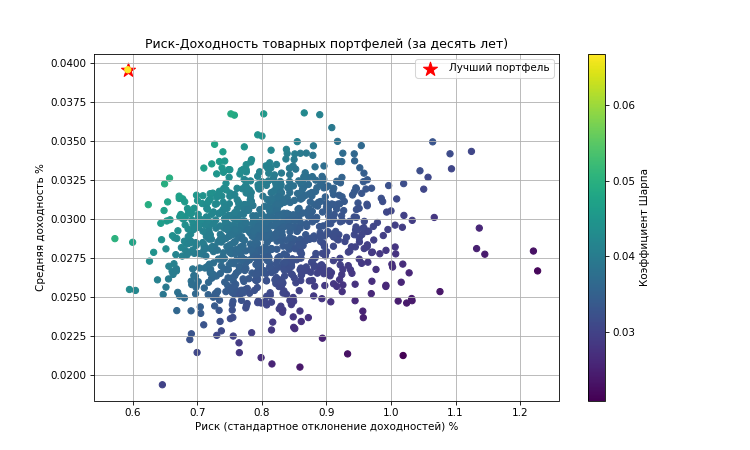 Риск-Доходность товарных портфелей (за десять лет)
Лучший портфель
Средняя доходность %
0.0400
0.0375
0.0350
0.0325
0.0300
0.0275
0.0250
0.0225
0.0200
0.6 0.7 0.8 0.9 1.0 1.1 1.2
Риск (стандартное отклонение доходностей) %
0.06
0.05
0.04
0.03
Коэффициент Шарпа